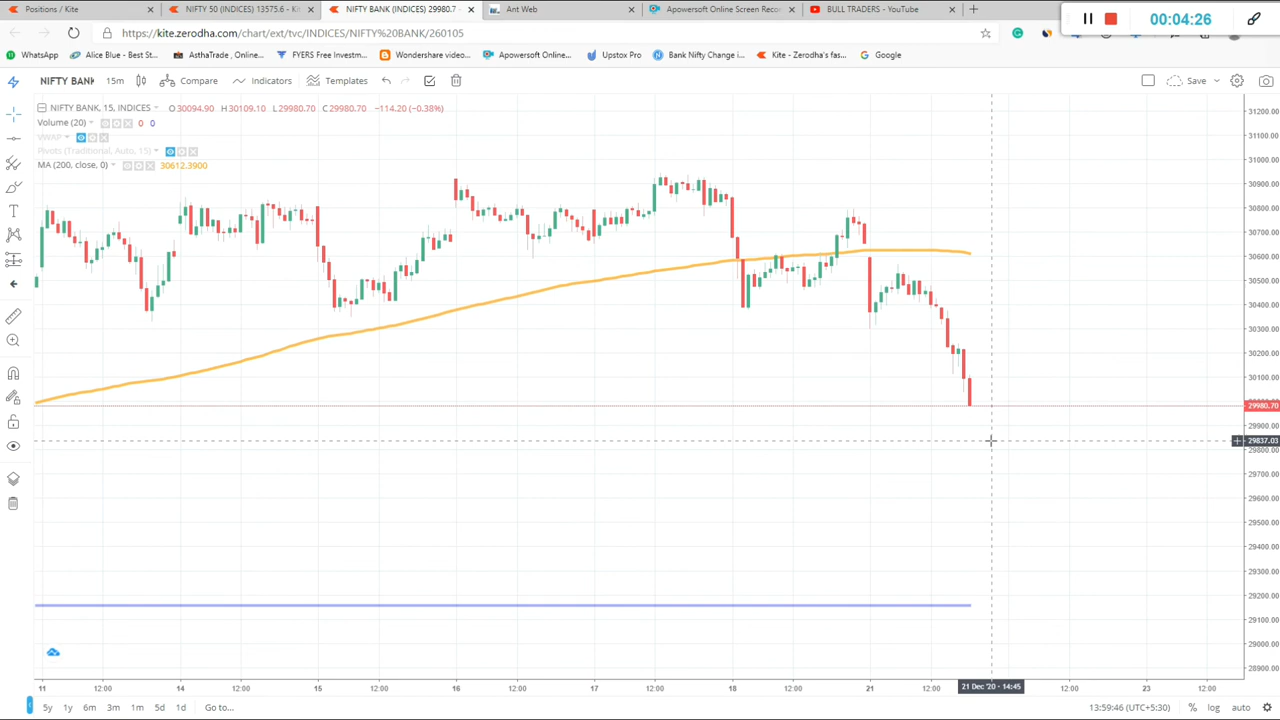 Positions / Kite
NIFTY 50 (INDICES) 13575.6 - Ki
NIFTY BANK (INDICES) 29980.7 -
Ant Web
Apowersoft Online Screen Reco
BULL TRADERS - YouTube
00:04:26
https://kite.zerodha.com/chart/ext/tvc/INDICES/NIFTY%20BANK/260105
WhatsApp
Alice Blue - Best St...
AsthaTrade , Online...
FYERS Free Invest...
Wondershare video...
Apowersoft Online...
Upstox Pro
Bank Nifty Change i...
Kite - Zerodha's fas...
Google
NIFTY BANK
15m
Compare
Indicators
Templates
Save
NIFTY BANK, 15, INDICES
O30094.90 H30109.10 L29980.70 C29980.70 −114.20 (−0.38%)
Volume (20)
0 0
VWAP
Pivots (Traditional, Auto, 15)
MA (200, close, 0)
30612.3900
31200.00
31100.00
31000.00
30900.00
30800.00
30700.00
30600.00
30500.00
30400.00
30300.00
30200.00
30100.00
29980.70
29900.00
29837.03
29800.00
29700.00
29600.00
29500.00
29400.00
29300.00
29200.00
29100.00
29000.00
28900.00
11 12:00 14 12:00 15 12:00 16 12:00 17 12:00 18 12:00 21 12:00 21 Dec '20 - 14:45 12:00 23 12:00
5y 1y 6m 3m 1m 5d 1d Go to...
13:59:46 (UTC+5:30) % log auto